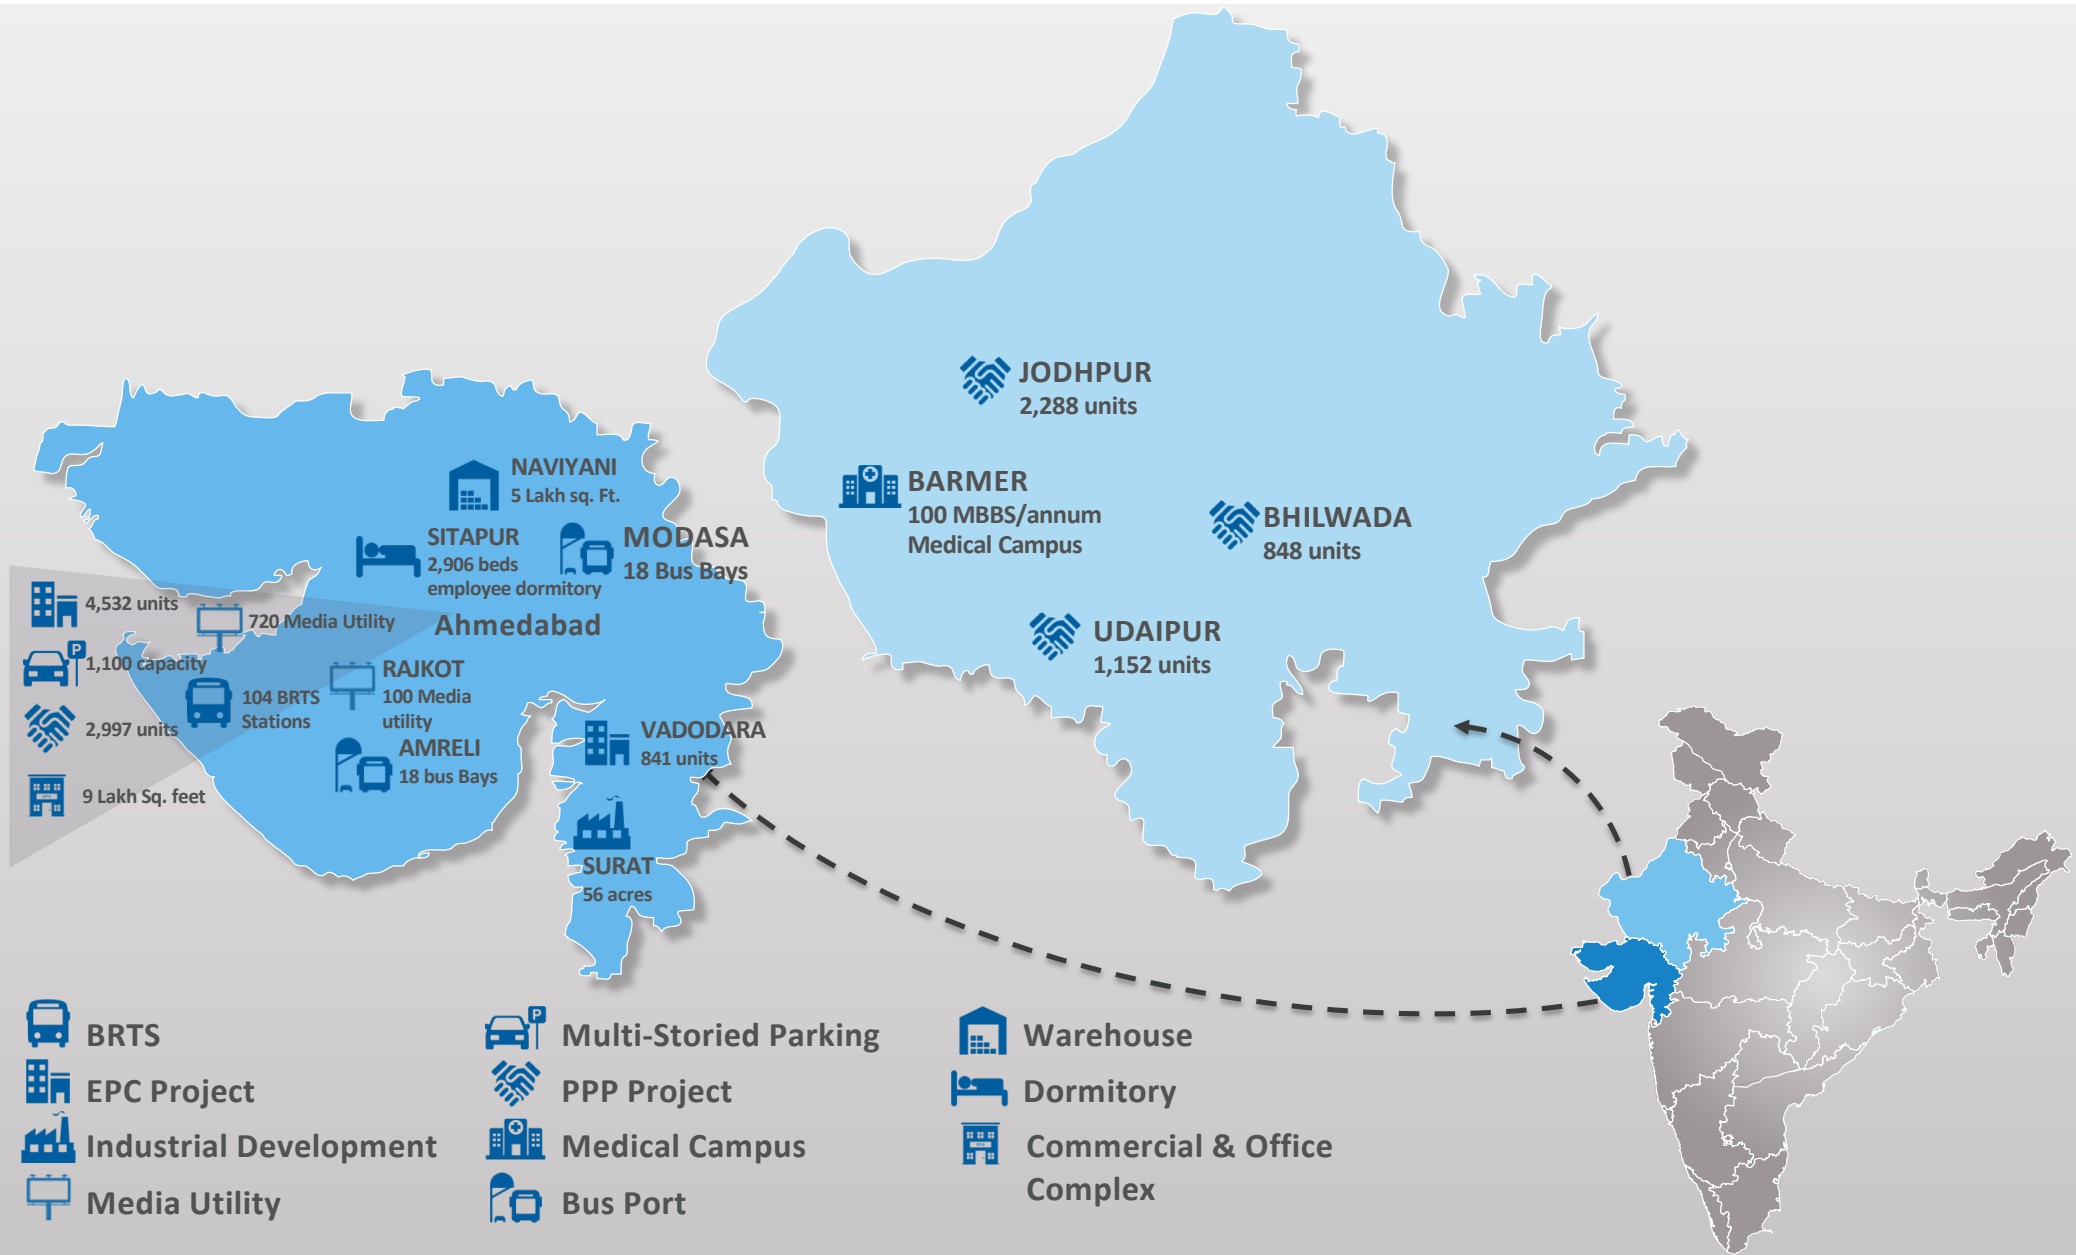 JODHPUR
2,288 units
BARMER
100 MBBS/annum
Medical Campus
BHILWADA
848 units
UDAIPUR
1,152 units
NAVIYANI
5 Lakh sq. Ft.
SITAPUR
2,906 beds
employee dormitory
MODASA
18 Bus Bays
Ahmedabad
4,532 units
720 Media Utility
P
1,100 capacity
104 BRTS
Stations
2,997 units
9 Lakh Sq. feet
RAJKOT
100 Media
utility
AMRELI
18 bus Bays
VADODARA
841 units
SURAT
56 acres
BRTS
EPC Project
Industrial Development
Media Utility
P
Multi-Storied Parking
PPP Project
Medical Campus
Bus Port
Warehouse
Dormitory
Commercial & Office
Complex